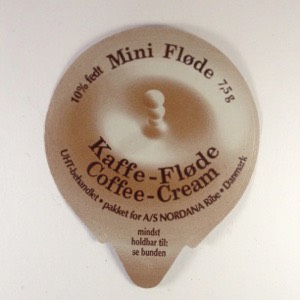 10% fedt Mini Fløde 7,5 g
Kaffe-Fløde
Coffee-Cream
UHT-behandlet • pakket for A/S NORDANA Ribe • Danmark
mindst
holdbar til:
se bunden